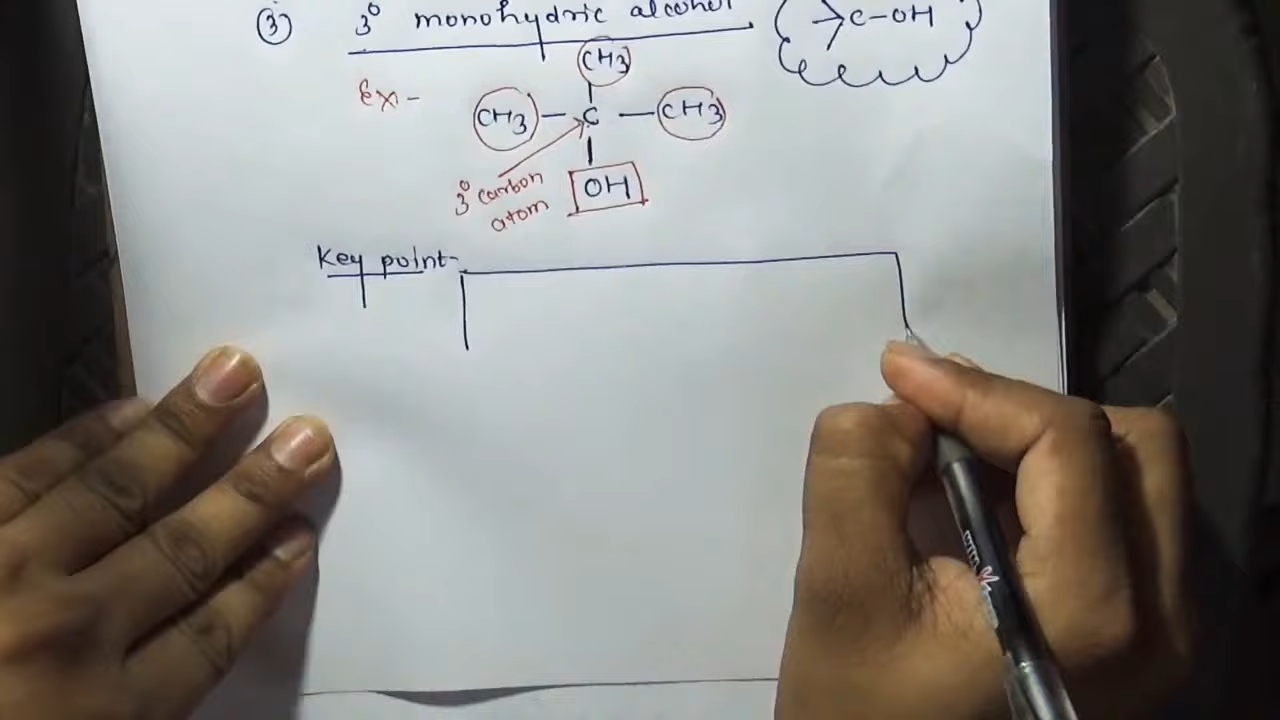 ③ 3° monohydric alcohol
C-OH
Ex- CH3
CH3 - C - CH3
3° carbon atom
OH
Key point-